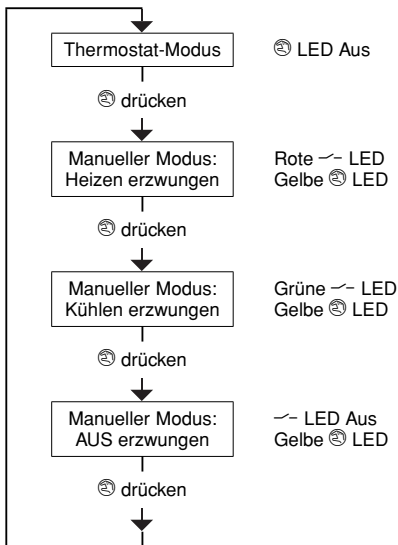 Thermostat-Modus LED Aus
drücken
Manueller Modus: Rote LED
Heizen erzwungen Gelbe LED
drücken
Manueller Modus: Grüne LED
Kühlen erzwungen Gelbe LED
drücken
Manueller Modus: LED Aus
AUS erzwungen Gelbe LED
drücken